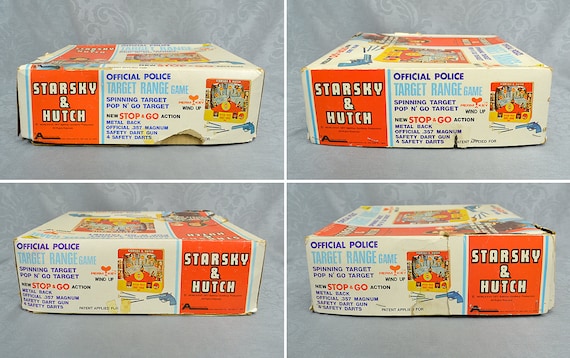 STARSKY
&
HUTCH
OFFICIAL POLICE
TARGET RANGE GAME
SPINNING TARGET
POP N' GO TARGET
WIND UP
NEW STOP & GO ACTION
METAL BACK
OFFICIAL .357 MAGNUM
SAFETY DART GUN
4 SAFETY DARTS
STARSKY
&
HUTCH
OFFICIAL POLICE
TARGET RANGE GAME
SPINNING TARGET
POP N' GO TARGET
WIND UP
NEW STOP & GO ACTION
METAL BACK
OFFICIAL .357 MAGNUM
SAFETY DART GUN
4 SAFETY DARTS
PATENT APPLIED FOR
OFFICIAL POLICE
TARGET RANGE GAME
SPINNING TARGET
POP N' GO TARGET
WIND UP
NEW STOP & GO ACTION
METAL BACK
OFFICIAL .357 MAGNUM
SAFETY DART GUN
4 SAFETY DARTS
PATENT APPLIED FOR
STARSKY
&
HUTCH
OFFICIAL POLICE
TARGET RANGE GAME
SPINNING TARGET
POP N' GO TARGET
WIND UP
NEW STOP & GO ACTION
METAL BACK
OFFICIAL .357 MAGNUM
SAFETY DART GUN
4 SAFETY DARTS
PATENT APPLIED FOR
STARSKY
&
HUTCH